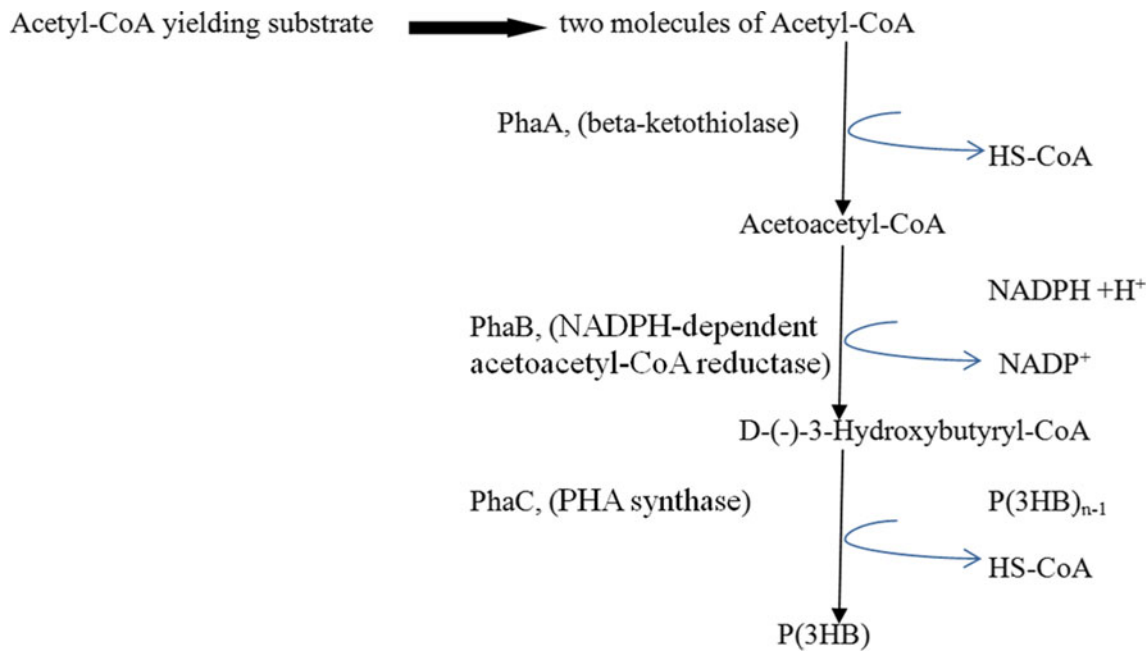 Acetyl-CoA yielding substrate
two molecules of Acetyl-CoA
PhaA, (beta-ketothiolase)
HS-CoA
Acetoacetyl-CoA
NADPH +H⁺
PhaB, (NADPH-dependent
acetoacetyl-CoA reductase)
NADP⁺
D-(-)-3-Hydroxybutyryl-CoA
PhaC, (PHA synthase)
P(3HB)ₙ₋₁
HS-CoA
P(3HB)